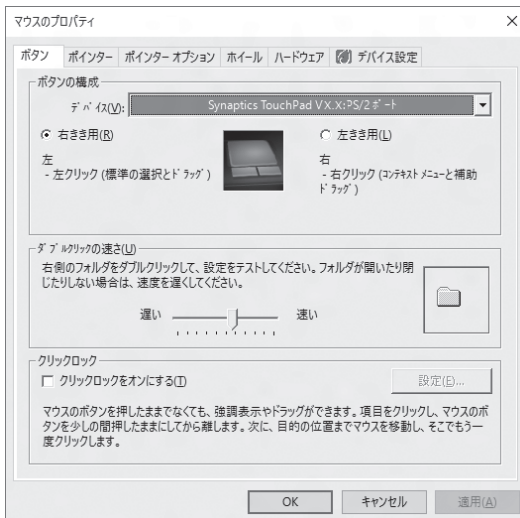 マウスのプロパティ
ボタン ポインター ポインター オプション ホイール ハードウェア デバイス設定
ボタンの構成
デバイス(V): Synaptics TouchPad VX.X:PS/2ポート
右きき用(R) 左きき用(L)
左 右
- 左クリック (標準の選択とドラッグ) - 右クリック (コンテキスト メニューと補助
ドラッグ)
ダブルクリックの速さ(U)
右側のフォルダをダブルクリックして、設定をテストしてください。フォルダが開いたり閉
じたりしない場合は、速度を遅くしてください。
遅い 速い
クリックロック
クリックロックをオンにする(T) 設定(E)...
マウスのボタンを押したままでなくても、強調表示やドラッグができます。項目をクリックし、マウスのボ
タンを少しの間押したままにしてから離します。次に、目的の位置までマウスを移動し、そこでもう一
度クリックします。
OK キャンセル 適用(A)